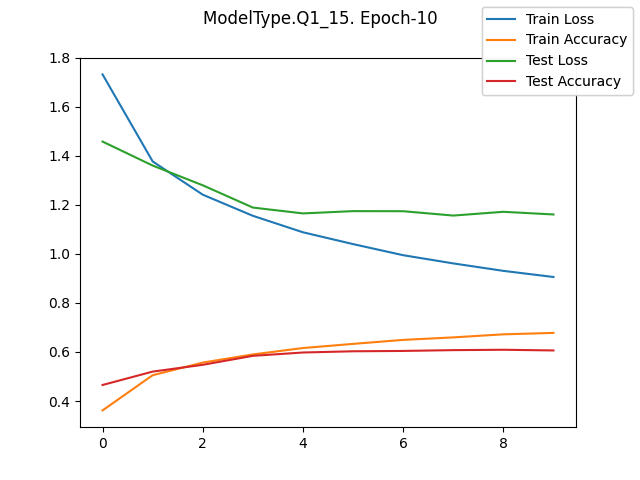 ModelType.Q1_15. Epoch-10
Train Loss
Train Accuracy
Test Loss
Test Accuracy
1.8
1.6
1.4
1.2
1.0
0.8
0.6
0.4
0 2 4 6 8